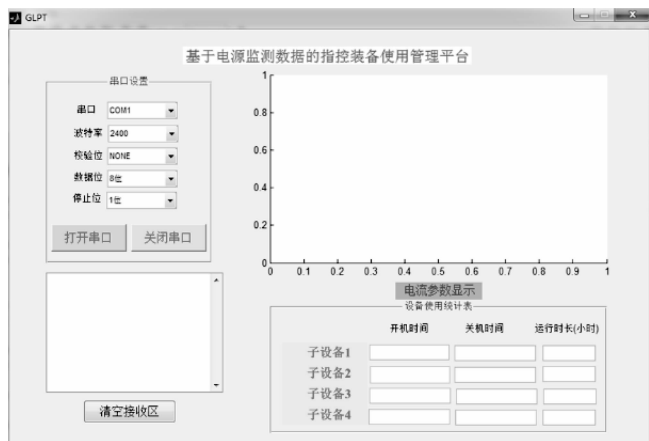 GLPT
基于电源监测数据的指控装备使用管理平台
串口设置
串口 COM1
波特率 2400
校验位 NONE
数据位 8位
停止位 1位
打开串口 关闭串口
清空接收区
1
0.8
0.6
0.4
0.2
0
0 0.1 0.2 0.3 0.4 0.5 0.6 0.7 0.8 0.9 1
电流参数显示
设备使用统计表
开机时间 关机时间 运行时长(小时)
子设备1
子设备2
子设备3
子设备4